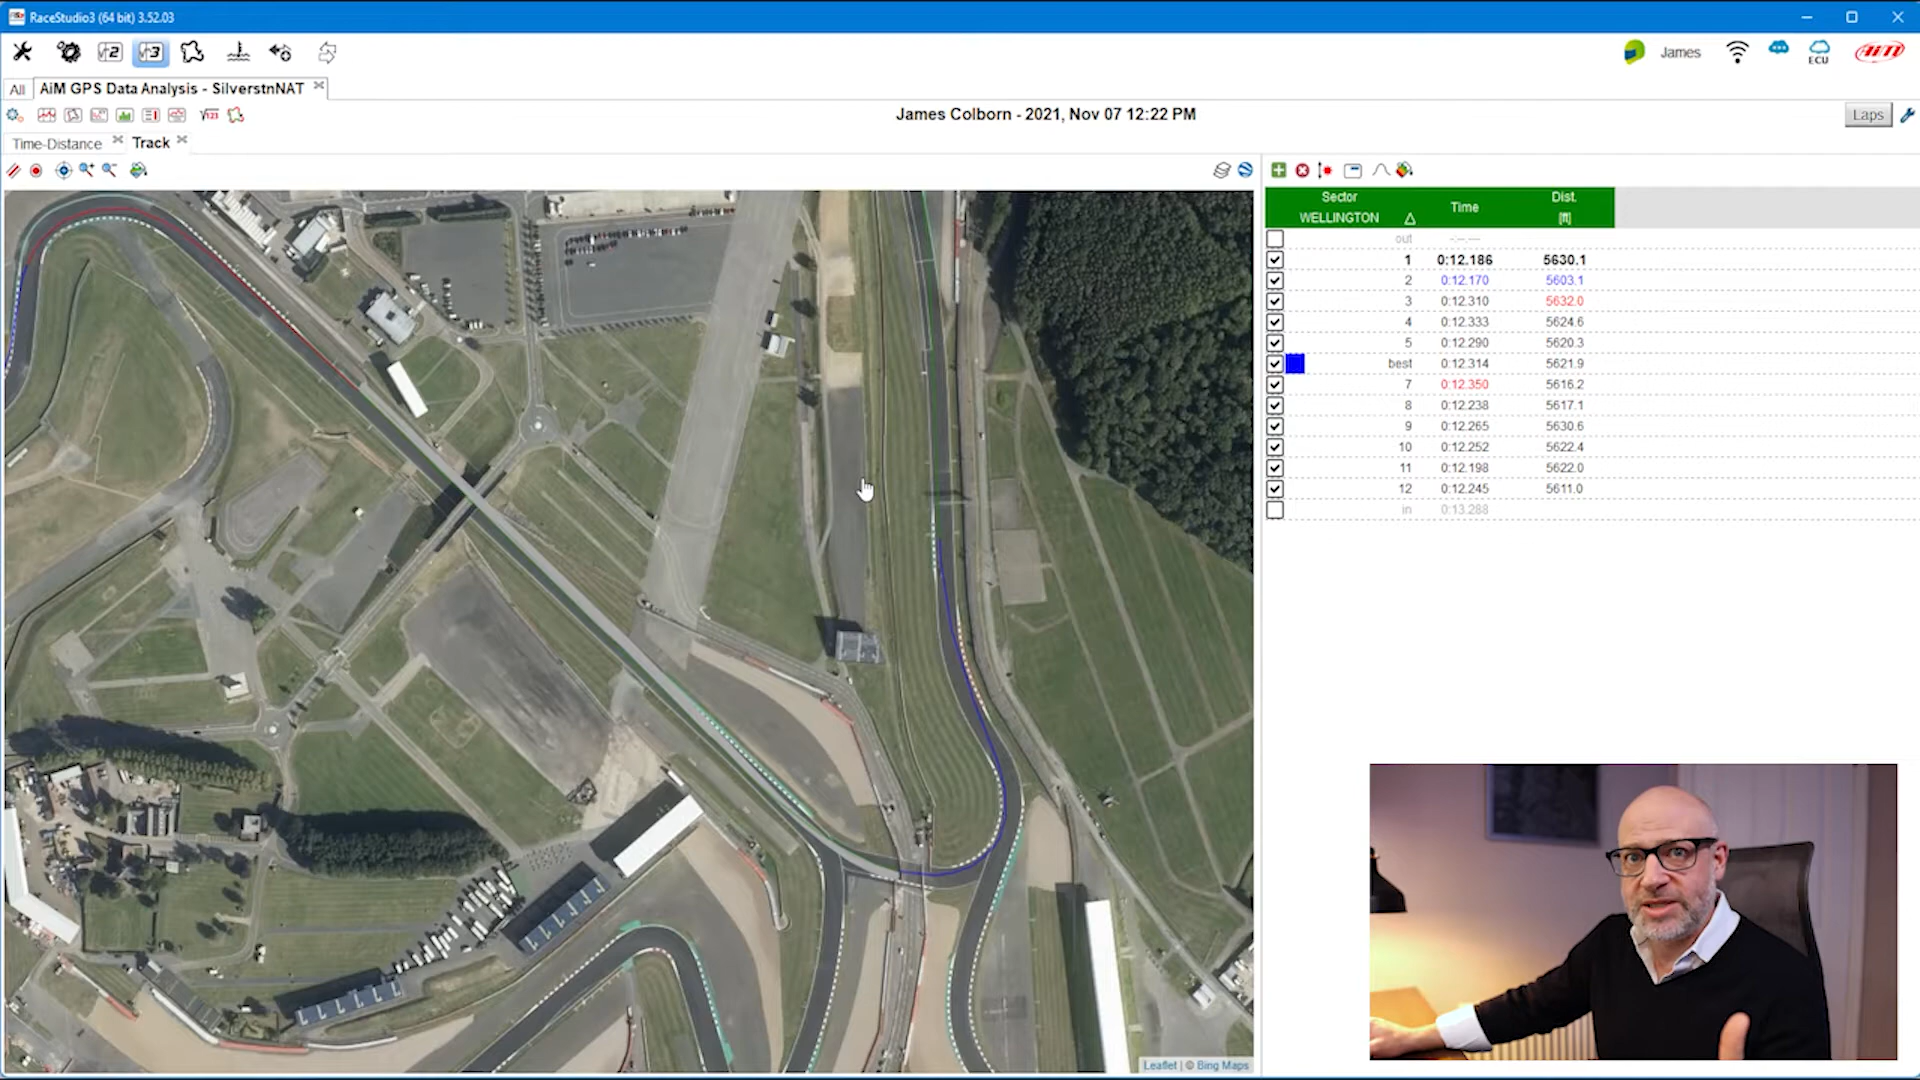 RaceStudio3 (64 bit) 3.52.03
James
ECU
AiM
All
AiM GPS Data Analysis - SilverstnNAT
James Colborn - 2021, Nov 07 12:22 PM
Laps
Time-Distance
Track
Sector WELLINGTON Time Dist. [ft]
out -:--.---
1 0:12.186 5630.1
2 0:12.170 5603.1
3 0:12.310 5632.0
4 0:12.333 5624.6
5 0:12.290 5620.3
best 0:12.314 5621.9
7 0:12.350 5616.2
8 0:12.238 5617.1
9 0:12.265 5630.6
10 0:12.252 5622.4
11 0:12.198 5622.0
12 0:12.245 5611.0
in 0:13.288
Leaflet | © Bing Maps